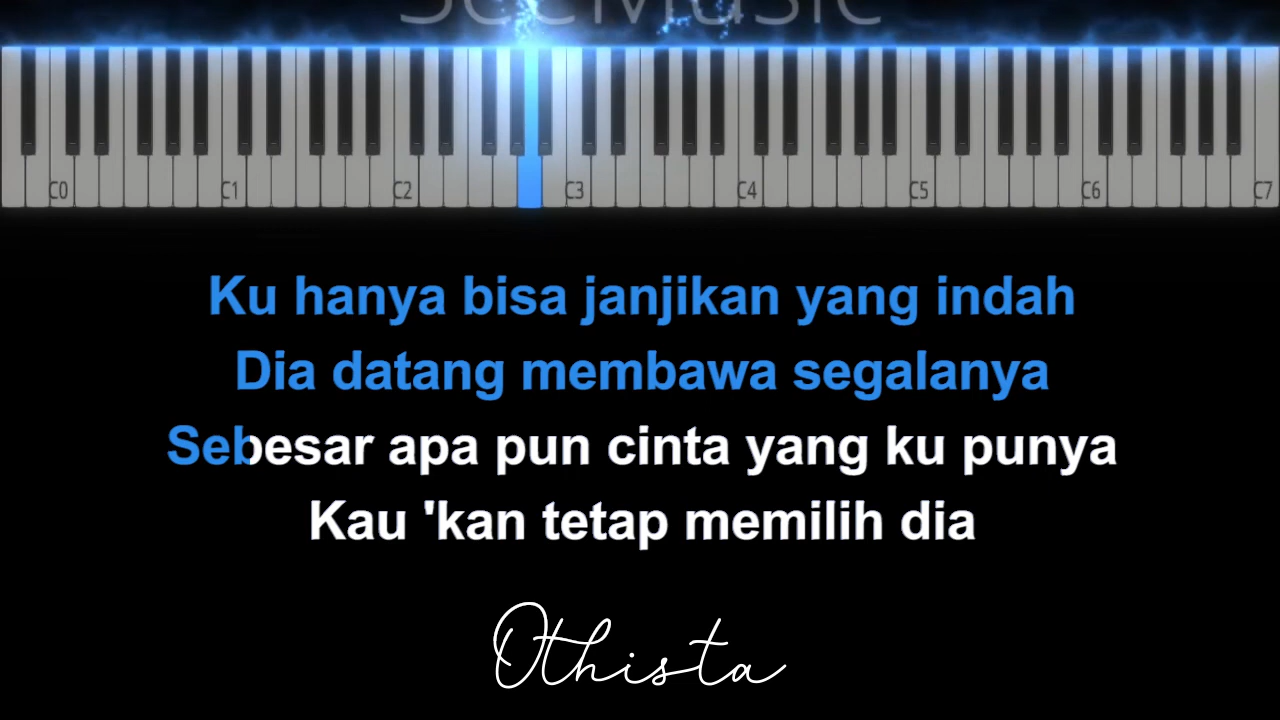 SeeMusic
C0 C1 C2 C3 C4 C5 C6 C7
Ku hanya bisa janjikan yang indah
Dia datang membawa segalanya
Sebesar apa pun cinta yang ku punya
Kau 'kan tetap memilih dia
Othista